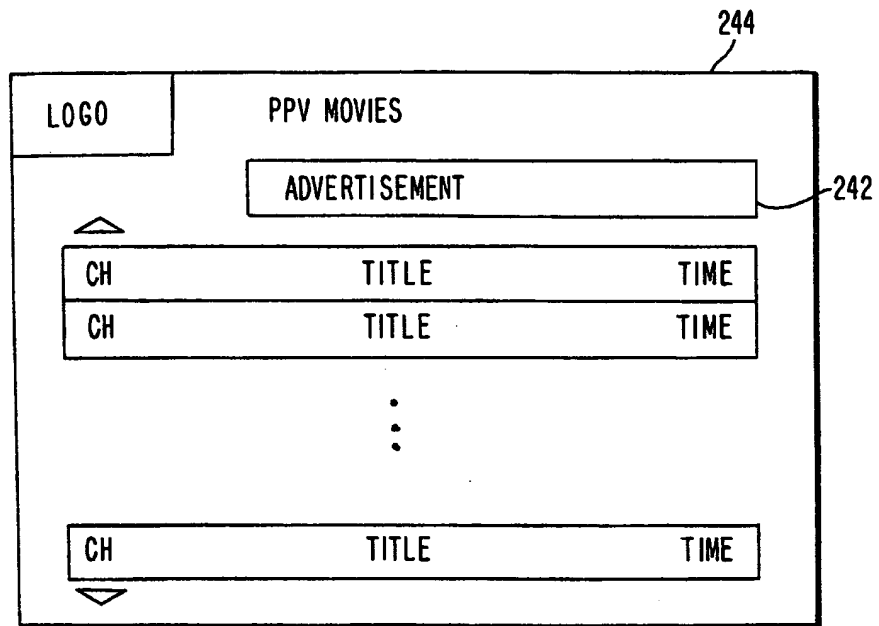 244
LOGO PPV MOVIES
ADVERTISEMENT 242
CH TITLE TIME
CH TITLE TIME
CH TITLE TIME